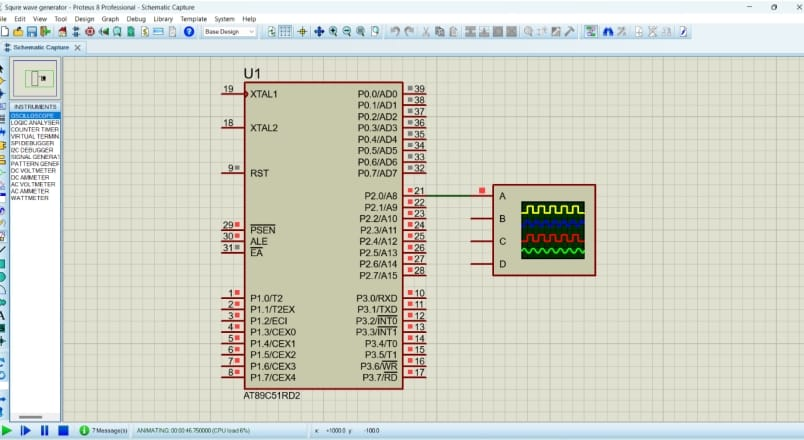 Squre wave generator - Proteus 8 Professional - Schematic Capture
File Edit View Tool Design Graph Debug Library Template System Help
Base Design
Schematic Capture
INSTRUMENTS
OSCILLOSCOPE
LOGIC ANALYSER
COUNTER TIMER
VIRTUAL TERMIN
SPI DEBUGGER
I2C DEBUGGER
SIGNAL GENERAT
PATTERN GENER
DC VOLTMETER
DC AMMETER
AC VOLTMETER
AC AMMETER
WATTMETER
U1
19 XTAL1
18 XTAL2
9 RST
29 PSEN
30 ALE
31 EA
1 P1.0/T2
2 P1.1/T2EX
3 P1.2/ECI
4 P1.3/CEX0
5 P1.4/CEX1
6 P1.5/CEX2
7 P1.6/CEX3
8 P1.7/CEX4
P0.0/AD0 39
P0.1/AD1 38
P0.2/AD2 37
P0.3/AD3 36
P0.4/AD4 35
P0.5/AD5 34
P0.6/AD6 33
P0.7/AD7 32
P2.0/A8 21
P2.1/A9 22
P2.2/A10 23
P2.3/A11 24
P2.4/A12 25
P2.5/A13 26
P2.6/A14 27
P2.7/A15 28
P3.0/RXD 10
P3.1/TXD 11
P3.2/INT0 12
P3.3/INT1 13
P3.4/T0 14
P3.5/T1 15
P3.6/WR 16
P3.7/RD 17
AT89C51RD2
A
B
C
D
7 Message(s)
ANIMATING: 00:00:46.750000 (CPU load 6%)
x: +1000.0 y: -100.0